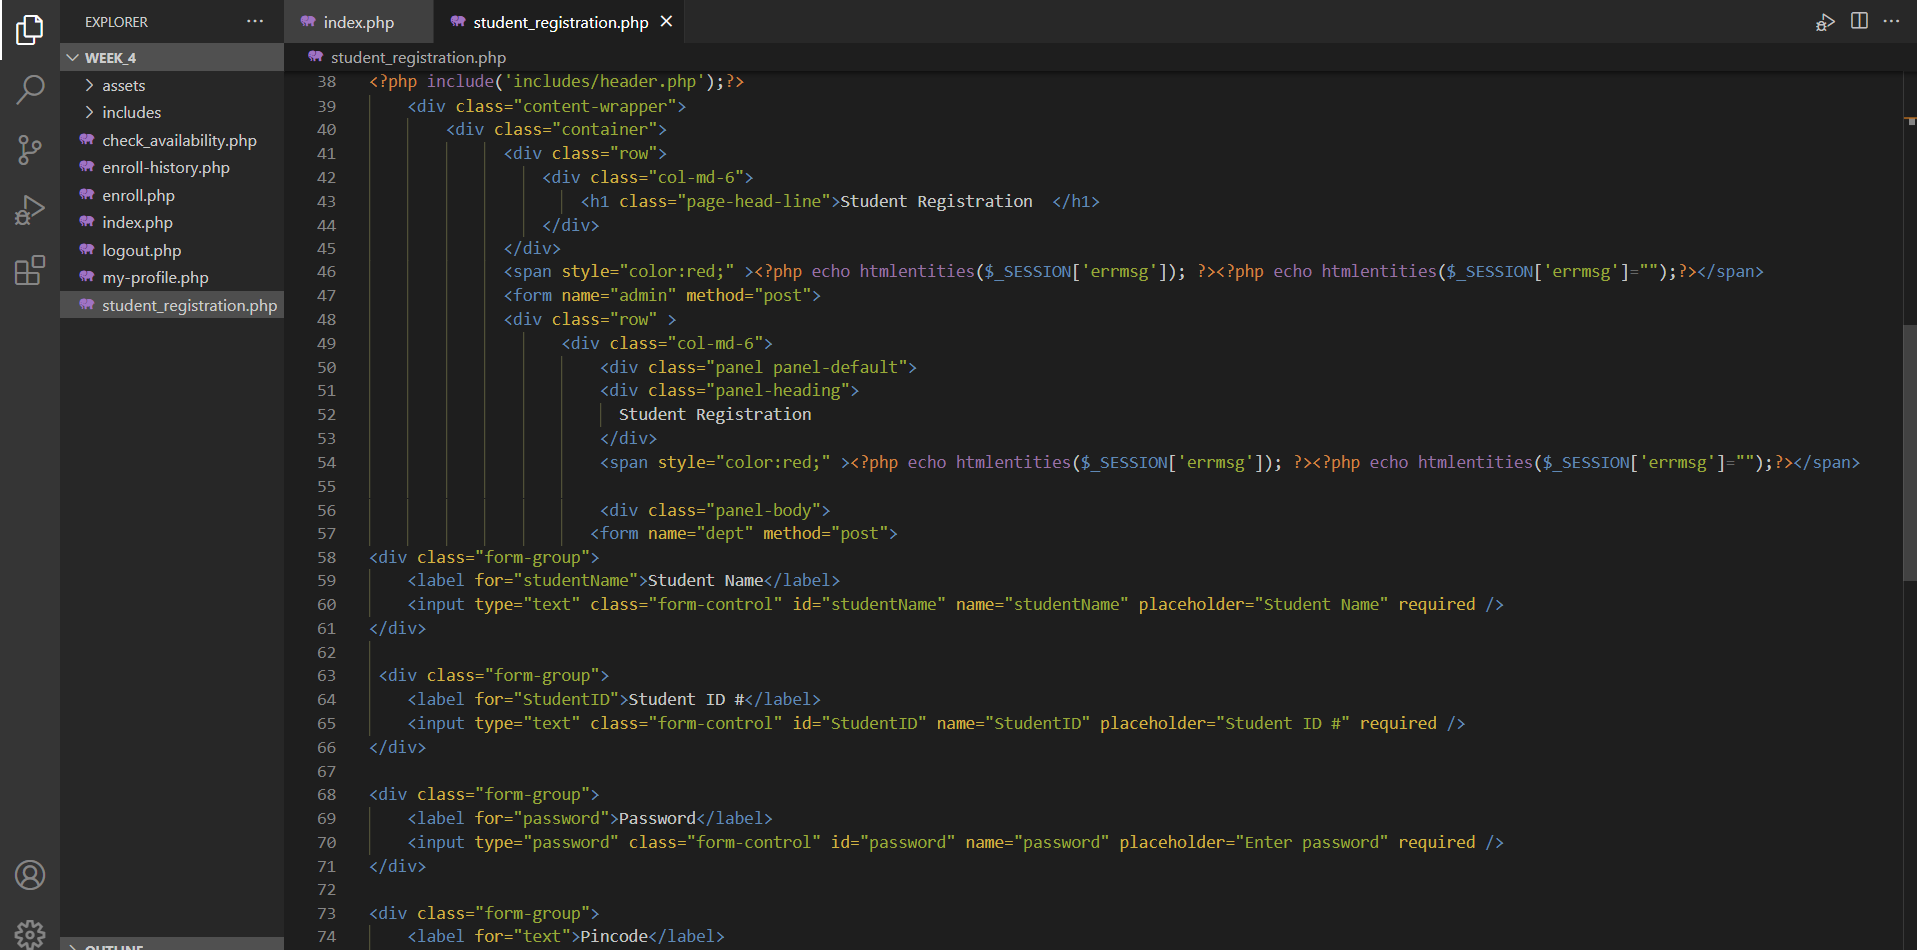 EXPLORER
index.php
student_registration.php
WEEK_4
assets
includes
check_availability.php
enroll-history.php
enroll.php
index.php
logout.php
my-profile.php
student_registration.php
student_registration.php
38 <?php include('includes/header.php');?>
39 <div class="content-wrapper">
40 <div class="container">
41 <div class="row">
42 <div class="col-md-6">
43 <h1 class="page-head-line">Student Registration  </h1>
44 </div>
45 </div>
46 <span style="color:red;" ><?php echo htmlentities($_SESSION['errmsg']); ?><?php echo htmlentities($_SESSION['errmsg']="");?></span>
47 <form name="admin" method="post">
48 <div class="row" >
49 <div class="col-md-6">
50 <div class="panel panel-default">
51 <div class="panel-heading">
52 Student Registration
53 </div>
54 <span style="color:red;" ><?php echo htmlentities($_SESSION['errmsg']); ?><?php echo htmlentities($_SESSION['errmsg']="");?></span>
55
56 <div class="panel-body">
57 <form name="dept" method="post">
58 <div class="form-group">
59 <label for="studentName">Student Name</label>
60 <input type="text" class="form-control" id="studentName" name="studentName" placeholder="Student Name" required />
61 </div>
62
63 <div class="form-group">
64 <label for="StudentID">Student ID #</label>
65 <input type="text" class="form-control" id="StudentID" name="StudentID" placeholder="Student ID #" required />
66 </div>
67
68 <div class="form-group">
69 <label for="password">Password</label>
70 <input type="password" class="form-control" id="password" name="password" placeholder="Enter password" required />
71 </div>
72
73 <div class="form-group">
74 <label for="text">Pincode</label>
OUTLINE